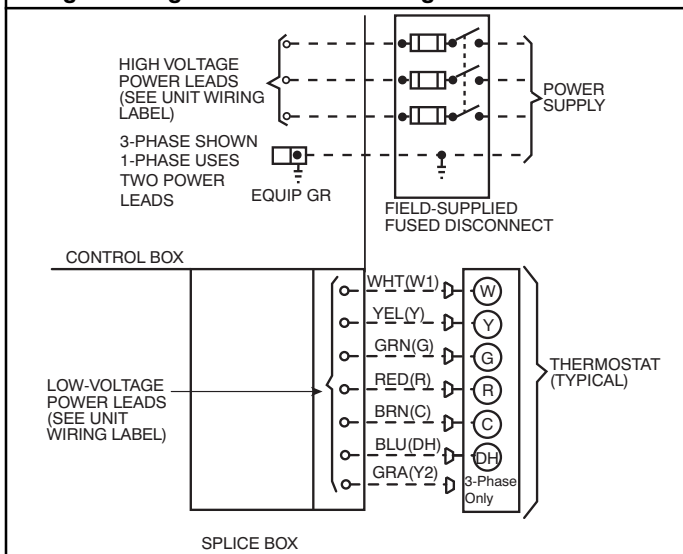 HIGH VOLTAGE
POWER LEADS
(SEE UNIT WIRING
LABEL)
3-PHASE SHOWN
1-PHASE USES
TWO POWER
LEADS
EQUIP GR
POWER
SUPPLY
FIELD-SUPPLIED
FUSED DISCONNECT
CONTROL BOX
LOW-VOLTAGE
POWER LEADS
(SEE UNIT
WIRING LABEL)
WHT(W1)
W
YEL(Y)
Y
GRN(G)
G
RED(R)
R
BRN(C)
C
BLU(DH)
DH
GRA(Y2)
3-Phase
Only
THERMOSTAT
(TYPICAL)
SPLICE BOX